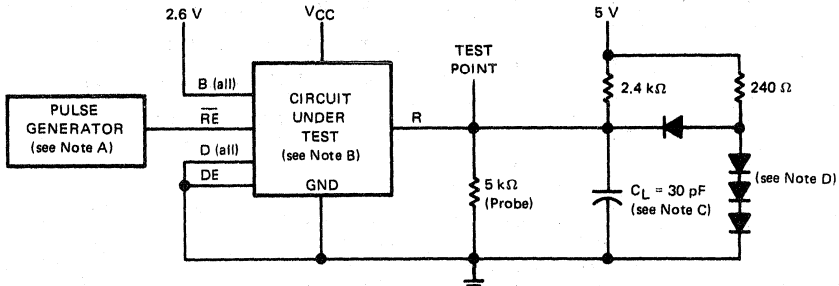 2.6 V
VCC
5 V
B (all)
TEST
POINT
2.4 kΩ
240 Ω
PULSE
GENERATOR
(see Note A)
RE
CIRCUIT
UNDER
TEST
(see Note B)
R
D (all)
DE
GND
5 kΩ
(Probe)
CL = 30 pF
(see Note C)
(see Note D)